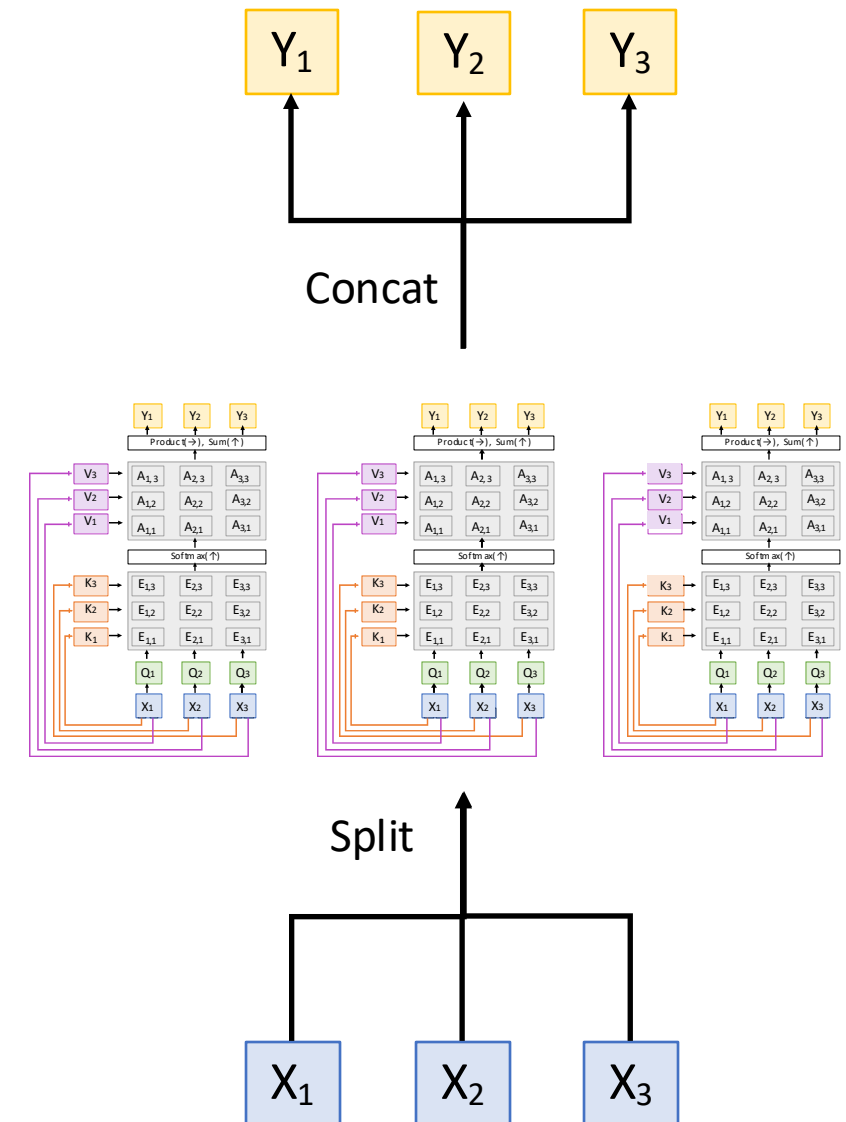 Y1 Y2 Y3
Concat
Y1 Y2 Y3 Y1 Y2 Y3 Y1 Y2 Y3
Product(→), Sum(↑) Product(→), Sum(↑) Product(→), Sum(↑)
V3 A1,3 A2,3 A3,3 V3 A1,3 A2,3 A3,3 V3 A1,3 A2,3 A3,3
V2 A1,2 A2,2 A3,2 V2 A1,2 A2,2 A3,2 V2 A1,2 A2,2 A3,2
V1 A1,1 A2,1 A3,1 V1 A1,1 A2,1 A3,1 V1 A1,1 A2,1 A3,1
Softmax(↑) Softmax(↑) Softmax(↑)
K3 E1,3 E2,3 E3,3 K3 E1,3 E2,3 E3,3 K3 E1,3 E2,3 E3,3
K2 E1,2 E2,2 E3,2 K2 E1,2 E2,2 E3,2 K2 E1,2 E2,2 E3,2
K1 E1,1 E2,1 E3,1 K1 E1,1 E2,1 E3,1 K1 E1,1 E2,1 E3,1
Q1 Q2 Q3 Q1 Q2 Q3 Q1 Q2 Q3
X1 X2 X3 X1 X2 X3 X1 X2 X3
Split
X1 X2 X3